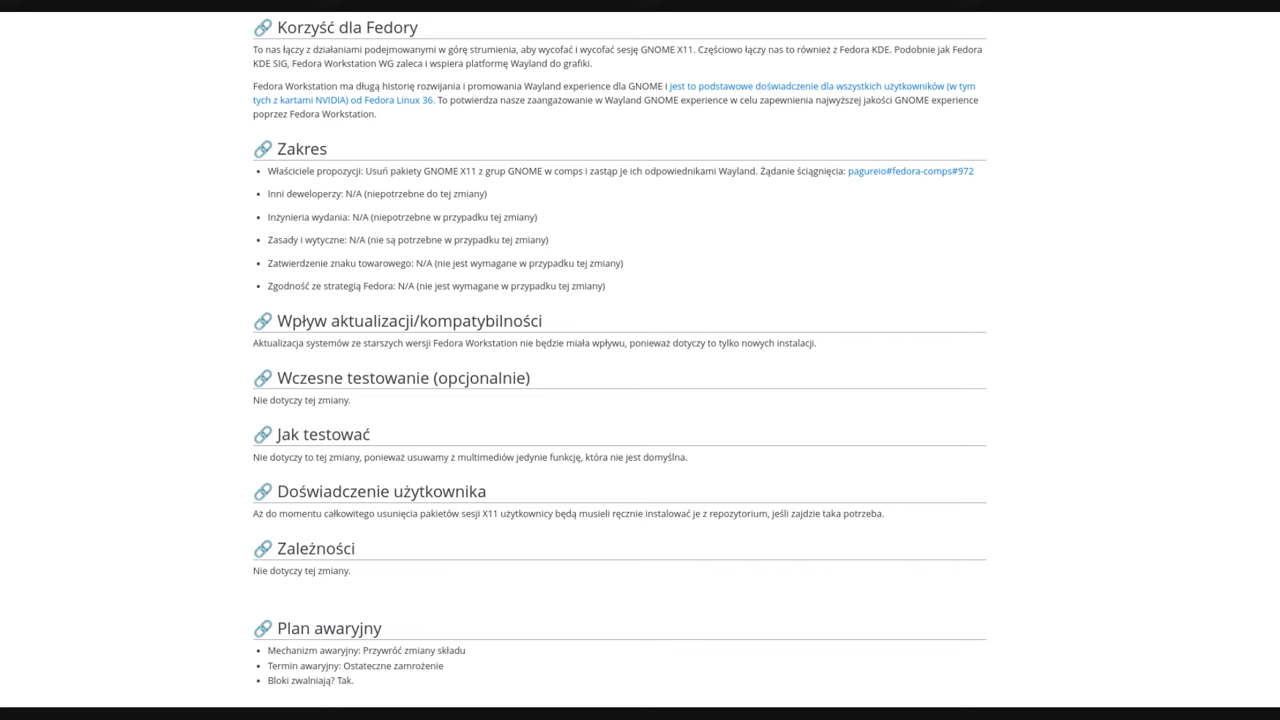 Korzyść dla Fedory
To nas łączy z działaniami podejmowanymi w górę strumienia, aby wycofać i wycofać sesję GNOME X11. Częściowo łączy nas to również z Fedora KDE. Podobnie jak Fedora
KDE SIG, Fedora Workstation WG zaleca i wspiera platformę Wayland do grafiki.
Fedora Workstation ma długą historię rozwijania i promowania Wayland experience dla GNOME i jest to podstawowe doświadczenie dla wszystkich użytkowników (w tym
tych z kartami NVIDIA) od Fedora Linux 36. To potwierdza nasze zaangażowanie w Wayland GNOME experience w celu zapewnienia najwyższej jakości GNOME experience
poprzez Fedora Workstation.
Zakres
• Właściciele propozycji: Usuń pakiety GNOME X11 z grup GNOME w comps i zastąp je ich odpowiednikami Wayland. Żądanie ściągnięcia: pagureio#fedora-comps#972
• Inni deweloperzy: N/A (niepotrzebne do tej zmiany)
• Inżynieria wydania: N/A (niepotrzebne w przypadku tej zmiany)
• Zasady i wytyczne: N/A (nie są potrzebne w przypadku tej zmiany)
• Zatwierdzenie znaku towarowego: N/A (nie jest wymagane w przypadku tej zmiany)
• Zgodność ze strategią Fedora: N/A (nie jest wymagane w przypadku tej zmiany)
Wpływ aktualizacji/kompatybilności
Aktualizacja systemów ze starszych wersji Fedora Workstation nie będzie miała wpływu, ponieważ dotyczy to tylko nowych instalacji.
Wczesne testowanie (opcjonalnie)
Nie dotyczy tej zmiany.
Jak testować
Nie dotyczy to tej zmiany, ponieważ usuwamy z multimediów jedynie funkcję, która nie jest domyślna.
Doświadczenie użytkownika
Aż do momentu całkowitego usunięcia pakietów sesji X11 użytkownicy będą musieli ręcznie instalować je z repozytorium, jeśli zajdzie taka potrzeba.
Zależności
Nie dotyczy tej zmiany.
Plan awaryjny
• Mechanizm awaryjny: Przywróć zmiany składu
• Termin awaryjny: Ostateczne zamrożenie
• Bloki zwalniają? Tak.